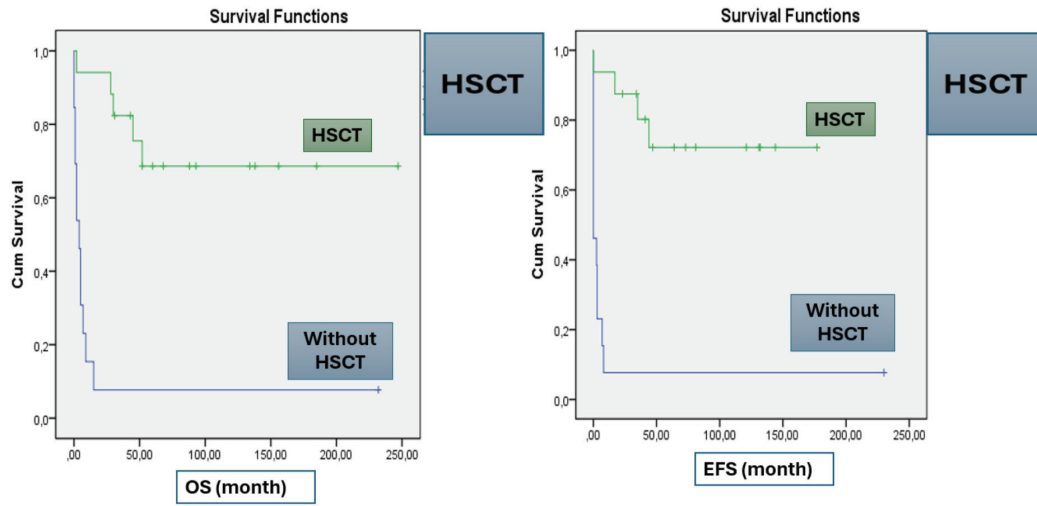 Survival Functions
HSCT
1,0
0,8
0,6
0,4
0,2
0,0
Cum Survival
HSCT
Without
HSCT
,00
50,00
100,00
150,00
200,00
250,00
OS (month)
Survival Functions
HSCT
1,0
0,8
0,6
0,4
0,2
0,0
Cum Survival
HSCT
Without
HSCT
,00
50,00
100,00
150,00
200,00
250,00
EFS (month)